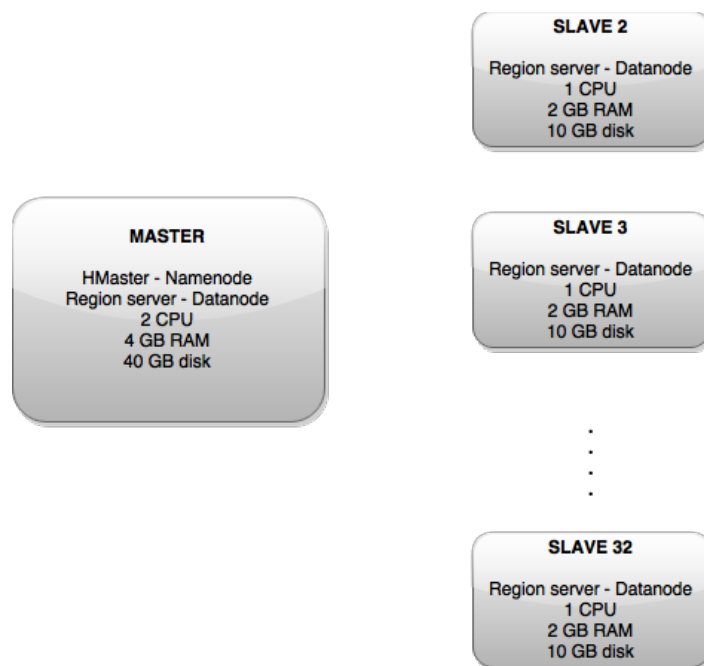 SLAVE 2
Region server - Datanode
1 CPU
2 GB RAM
10 GB disk
MASTER
HMaster - Namenode
Region server - Datanode
2 CPU
4 GB RAM
40 GB disk
SLAVE 3
Region server - Datanode
1 CPU
2 GB RAM
10 GB disk
.
.
.
.
SLAVE 32
Region server - Datanode
1 CPU
2 GB RAM
10 GB disk